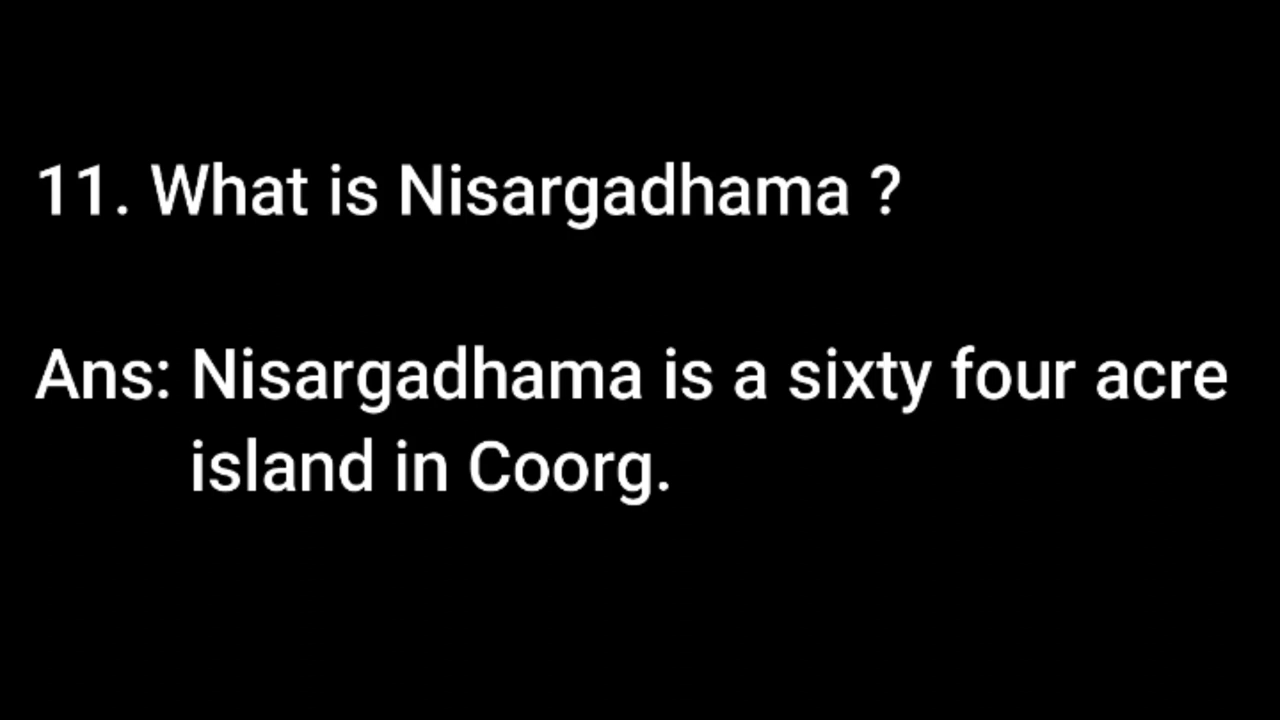 11. What is Nisargadhama ?
Ans: Nisargadhama is a sixty four acre
island in Coorg.